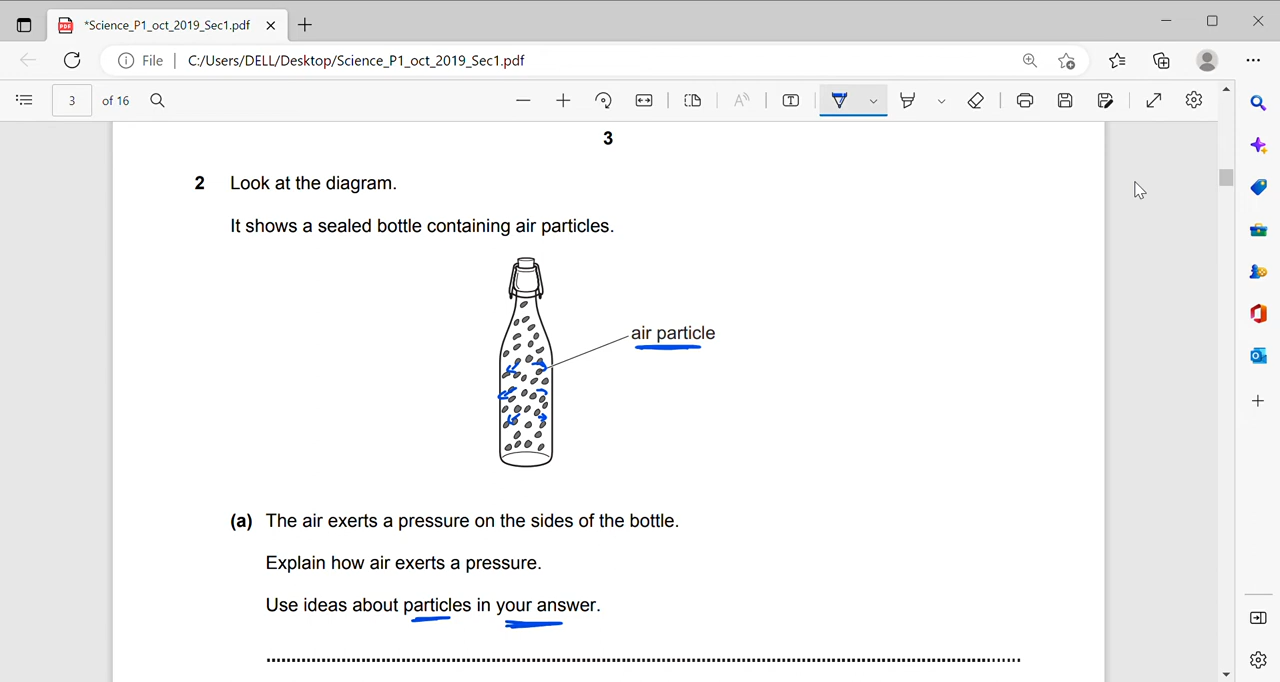 *Science_P1_oct_2019_Sec1.pdf
File
C:/Users/DELL/Desktop/Science_P1_oct_2019_Sec1.pdf
3 of 16
3
2 Look at the diagram.
It shows a sealed bottle containing air particles.
air particle
(a) The air exerts a pressure on the sides of the bottle.
Explain how air exerts a pressure.
Use ideas about particles in your answer.